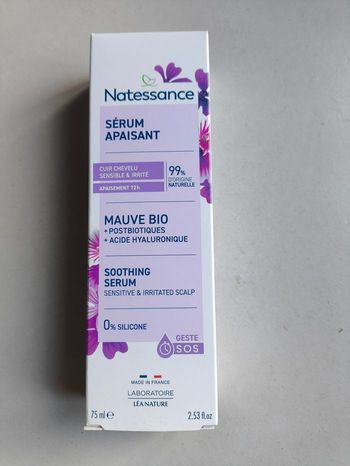 Natessance
SÉRUM
APAISANT
CUIR CHEVELU
SENSIBLE & IRRITÉ
APAISEMENT 72h
99%
D'ORIGINE
NATURELLE
MAUVE BIO
+ POSTBIOTIQUES
+ ACIDE HYALURONIQUE
SOOTHING
SERUM
SENSITIVE & IRRITATED SCALP
0% SILICONE
GESTE
SOS
MADE IN FRANCE
LABORATOIRE
LÉA NATURE
75 ml e 2.53 fl.oz